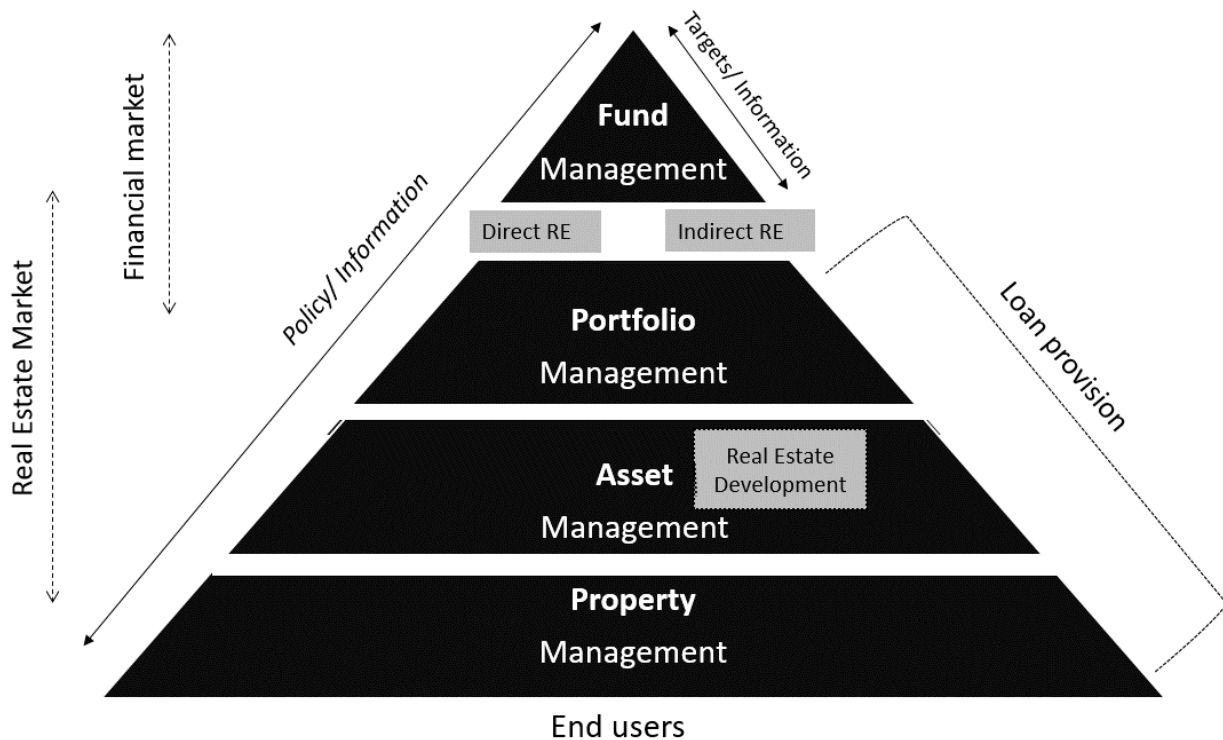 Financial market
Real Estate Market
Policy/ Information
Targets/ Information
Fund
Management
Direct RE
Indirect RE
Portfolio
Management
Loan provision
Asset
Management
Real Estate
Development
Property
Management
End users